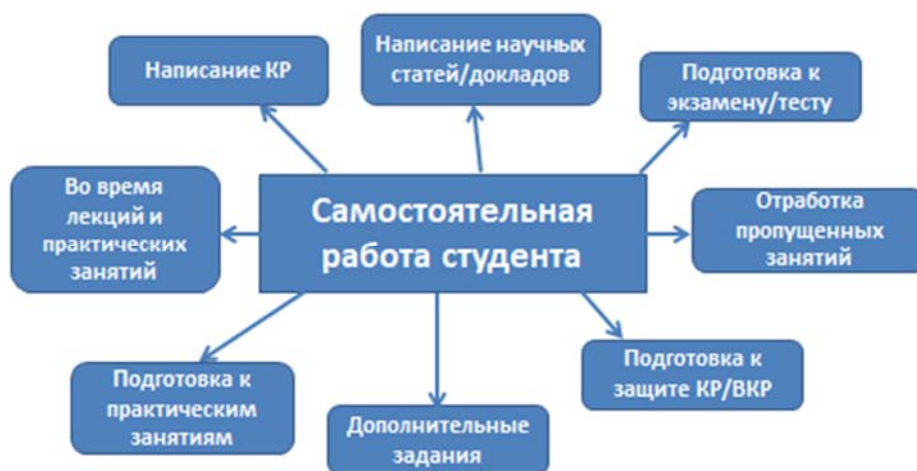 Написание КР
Написание научных
статей/докладов
Подготовка к
экзамену/тесту
Во время
лекций и
практических
занятий
Самостоятельная
работа студента
Отработка
пропущенных
занятий
Подготовка к
практическим
занятиям
Дополнительные
задания
Подготовка к
защите КР/ВКР